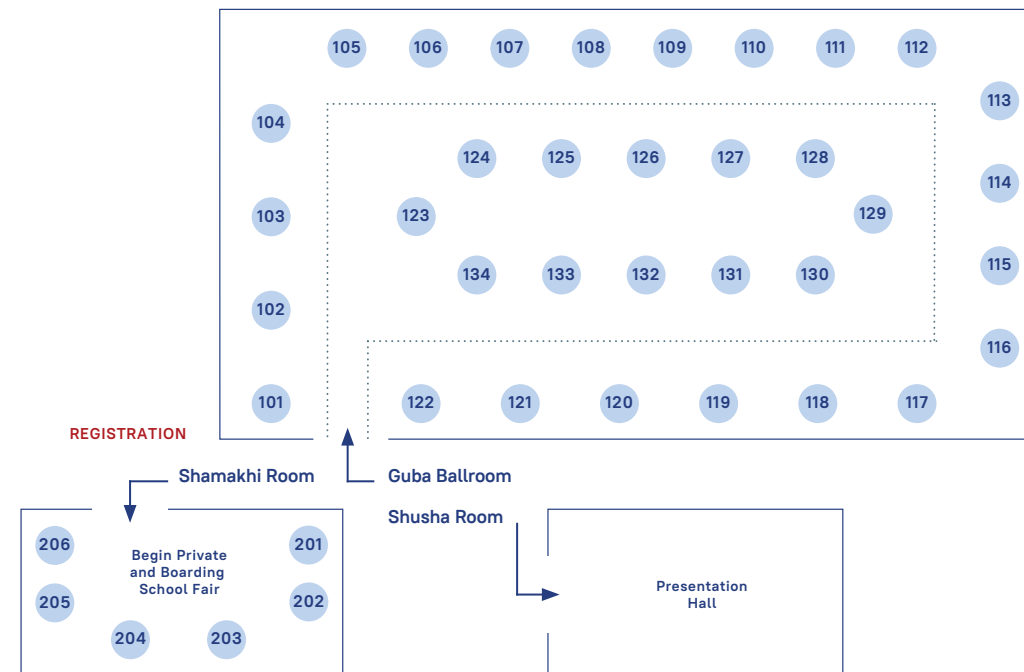 105 106 107 108 109 110 111 112
113
104
124 125 126 127 128
114
123 129
103
115
134 133 132 131 130
102
116
101 122 121 120 119 118 117
REGISTRATION
Shamakhi Room
Guba Ballroom
Shusha Room
206 201
Begin Private
and Boarding
School Fair
205 202
204 203
Presentation
Hall